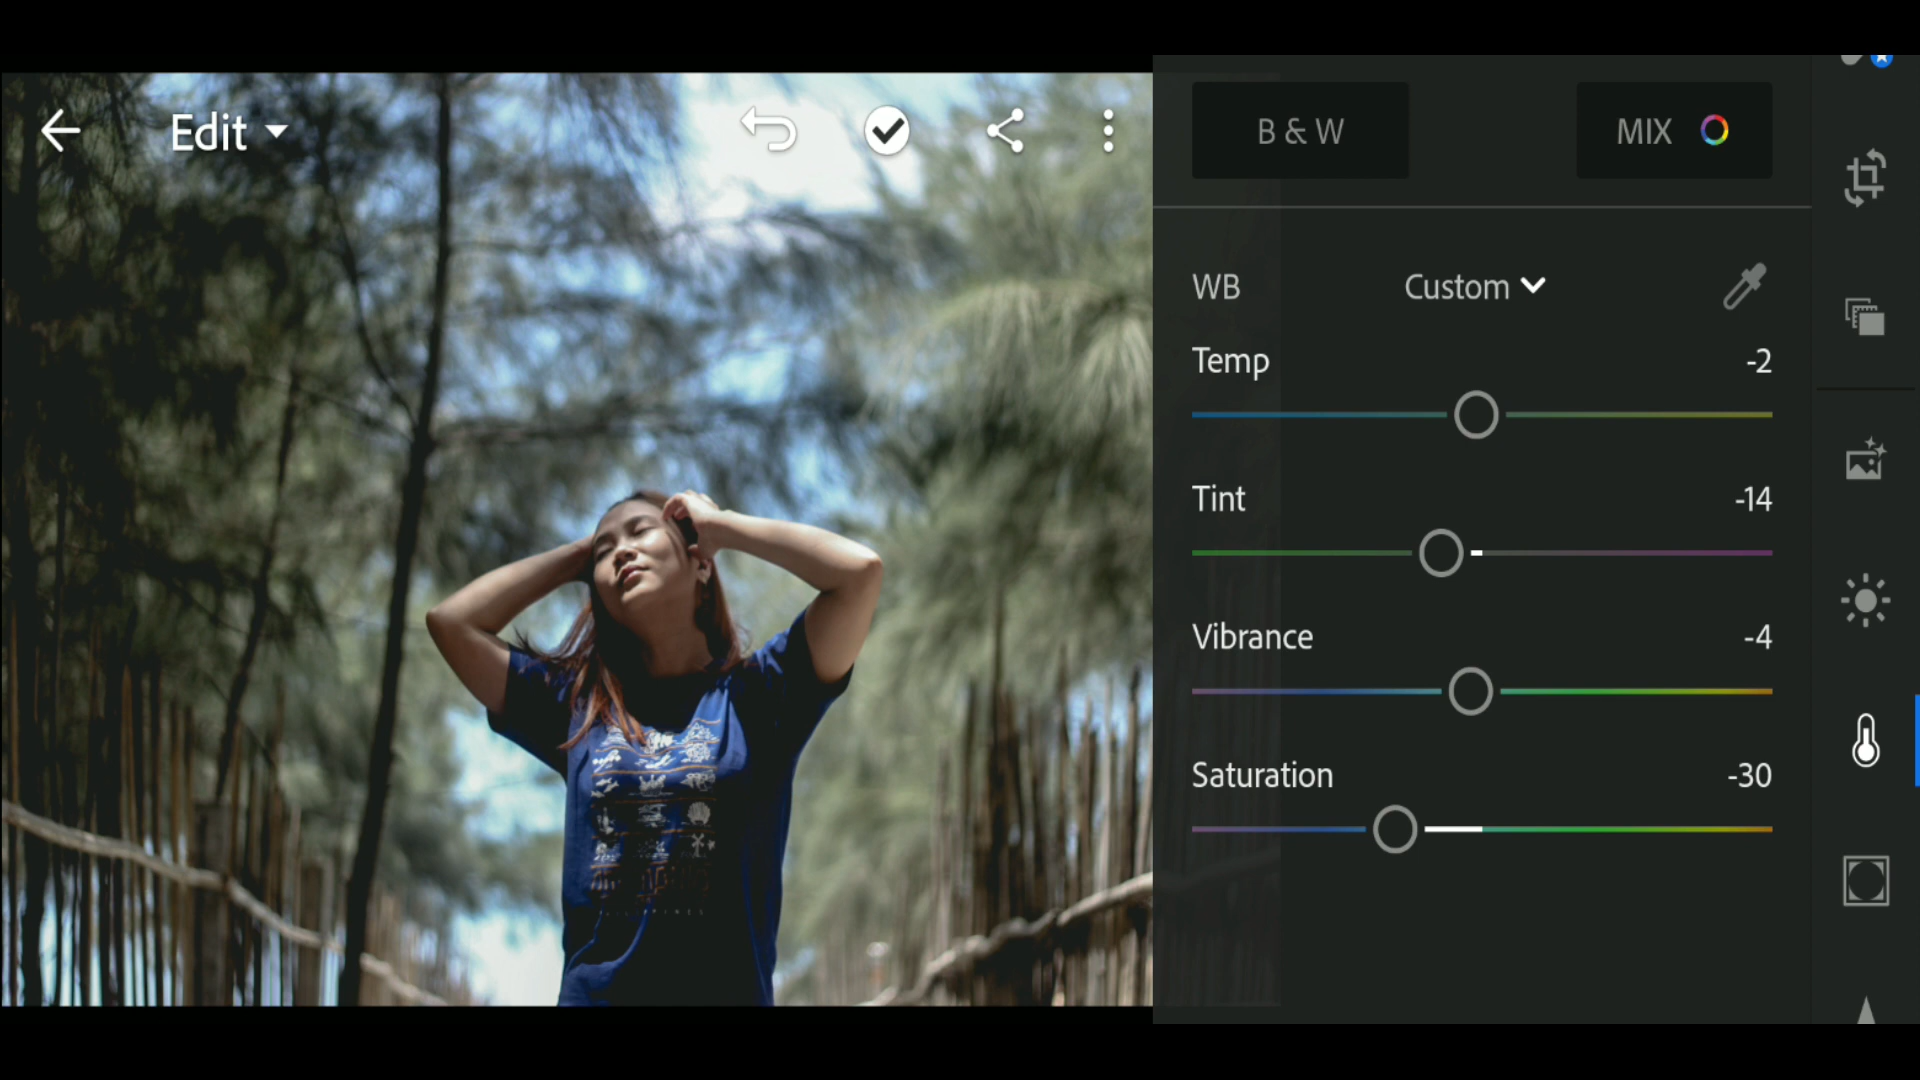 Edit
B & W
MIX
WB
Custom
Temp
-2
Tint
-14
Vibrance
-4
Saturation
-30